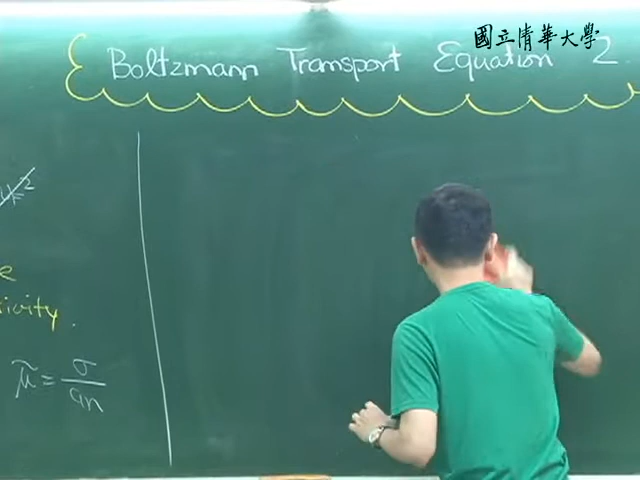 國立清華大學
Boltzmann Transport Equation 2
e
icity.
μ̃ = σ/qn